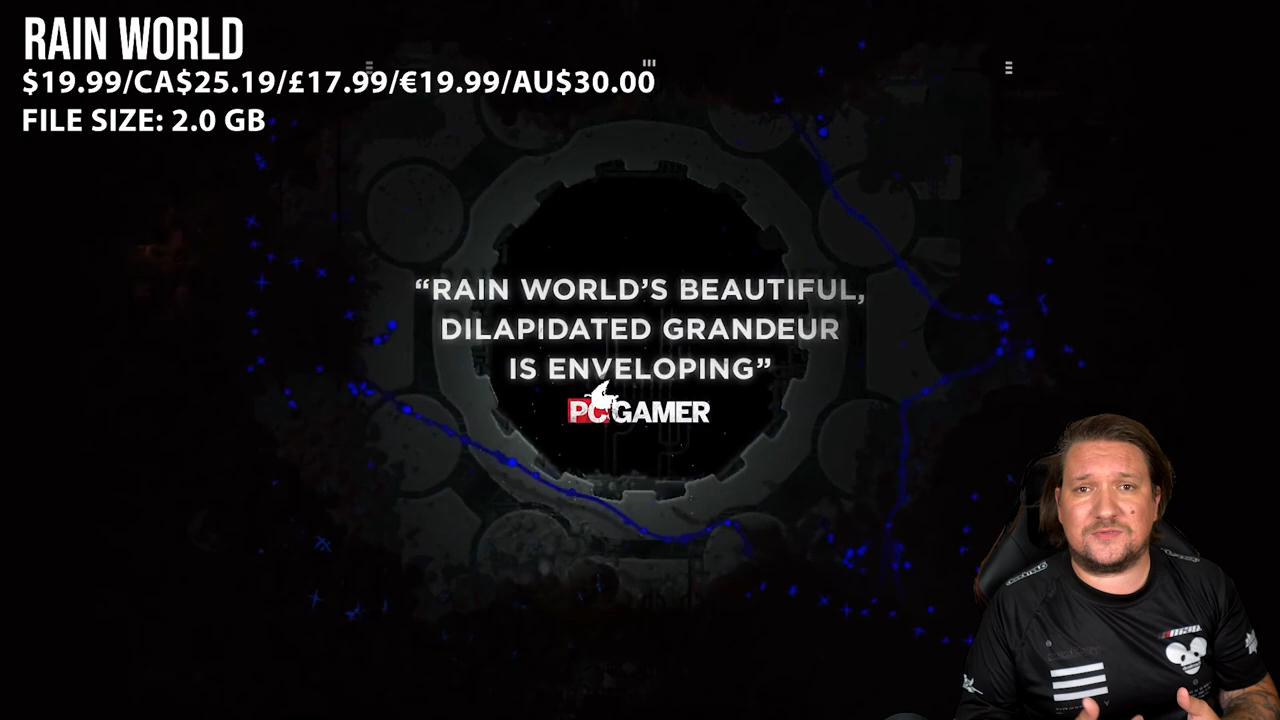 RAIN WORLD
$19.99/CA$25.19/£17.99/€19.99/AU$30.00
FILE SIZE: 2.0 GB
“RAIN WORLD’S BEAUTIFUL,
DILAPIDATED GRANDEUR
IS ENVELOPING”
PC GAMER